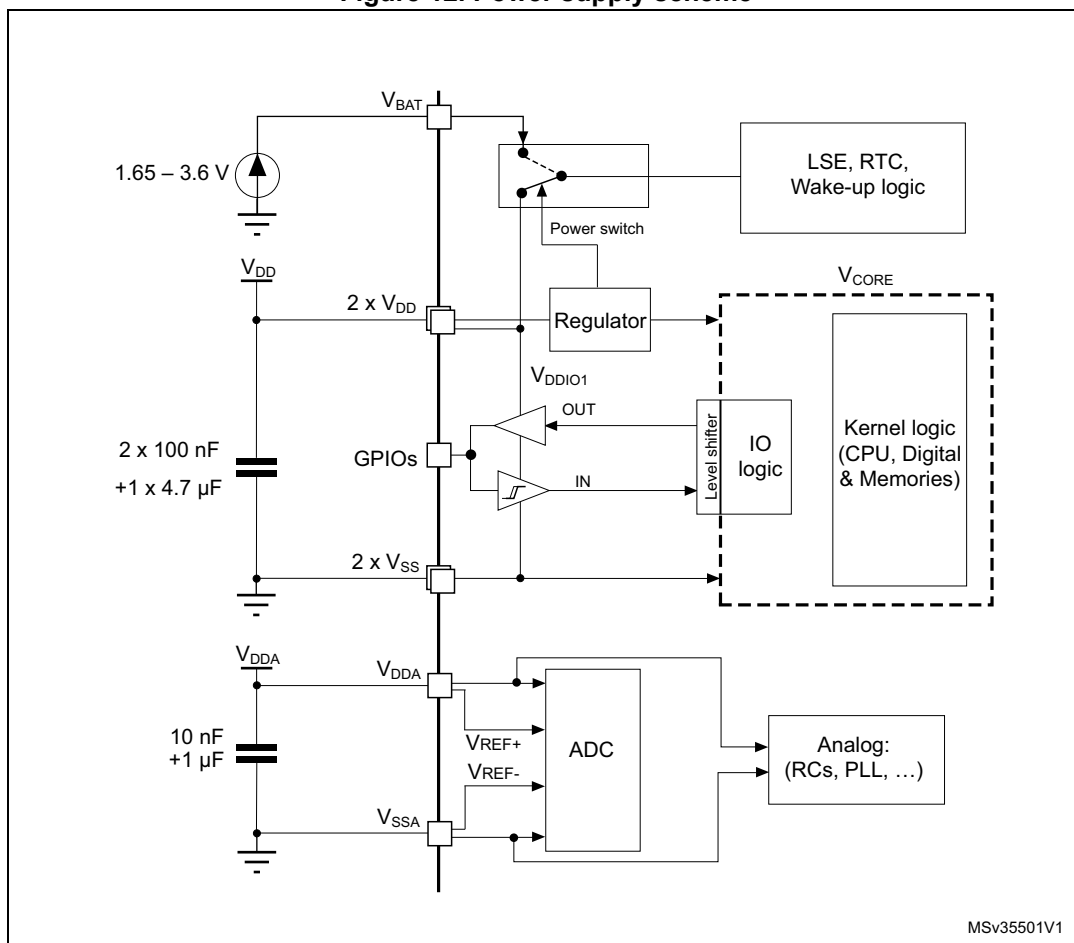 Figure 12. Power supply scheme
VBAT
1.65 – 3.6 V
LSE, RTC,
Wake-up logic
Power switch
VDD
2 x VDD
Regulator
VCORE
VDDIO1
OUT
2 x 100 nF
+1 x 4.7 µF
GPIOs
IN
Level shifter
IO
logic
Kernel logic
(CPU, Digital
& Memories)
2 x VSS
VDDA
VDDA
10 nF
+1 µF
VREF+
VREF-
ADC
Analog:
(RCs, PLL, …)
VSSA
MSv35501V1